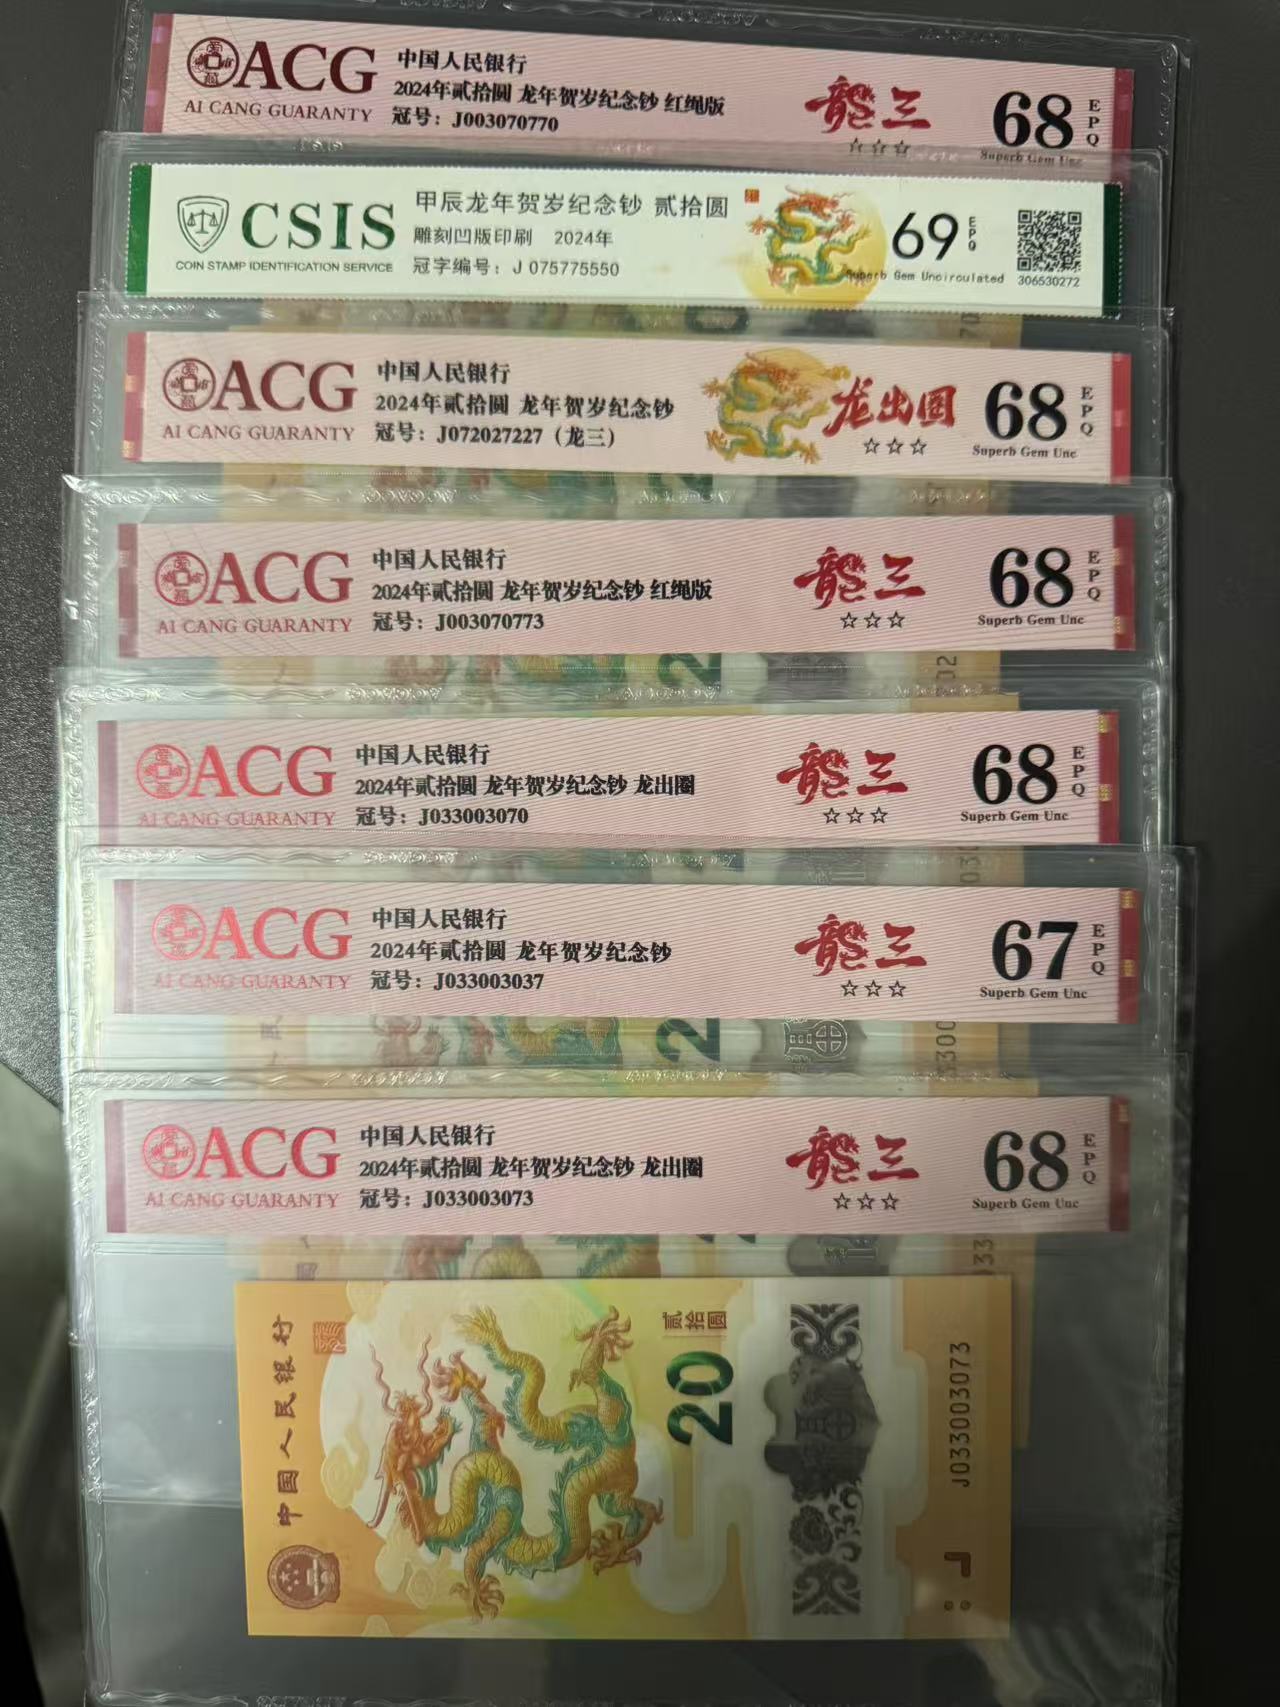 ACG
AI CANG GUARANTY
中国人民银行
2024年贰拾圆 龙年贺岁纪念钞 红绳版
冠号：J003070770
龍三
☆☆☆
68 EPQ
Superb Gem Unc
CSIS
COIN STAMP IDENTIFICATION SERVICE
甲辰龙年贺岁纪念钞 贰拾圆
雕刻凹版印刷 2024年
冠字编号：J 075775550
69 EPQ
Superb Gem Uncirculated
306530272
ACG
AI CANG GUARANTY
中国人民银行
2024年贰拾圆 龙年贺岁纪念钞
冠号：J072027227（龙三）
龙出圈
☆☆☆
68 EPQ
Superb Gem Unc
ACG
AI CANG GUARANTY
中国人民银行
2024年贰拾圆 龙年贺岁纪念钞 红绳版
冠号：J003070773
龍三
☆☆☆
68 EPQ
Superb Gem Unc
ACG
AI CANG GUARANTY
中国人民银行
2024年贰拾圆 龙年贺岁纪念钞 龙出圈
冠号：J033003070
龍三
☆☆☆
68 EPQ
Superb Gem Unc
ACG
AI CANG GUARANTY
中国人民银行
2024年贰拾圆 龙年贺岁纪念钞
冠号：J033003037
龍三
☆☆☆
67 EPQ
Superb Gem Unc
ACG
AI CANG GUARANTY
中国人民银行
2024年贰拾圆 龙年贺岁纪念钞 龙出圈
冠号：J033003073
龍三
☆☆☆
68 EPQ
Superb Gem Unc
中国人民银行
贰拾圆
20
J033003073